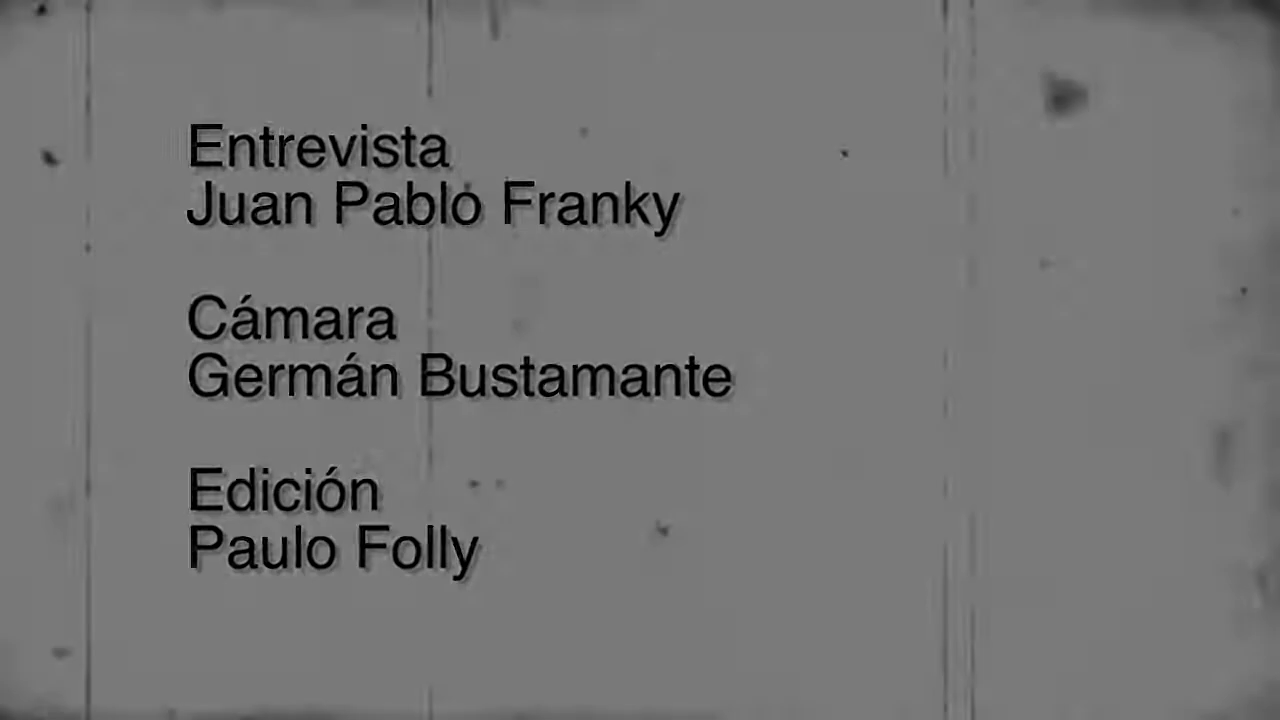 Entrevista
Juan Pablo Franky
Cámara
Germán Bustamante
Edición
Paulo Folly